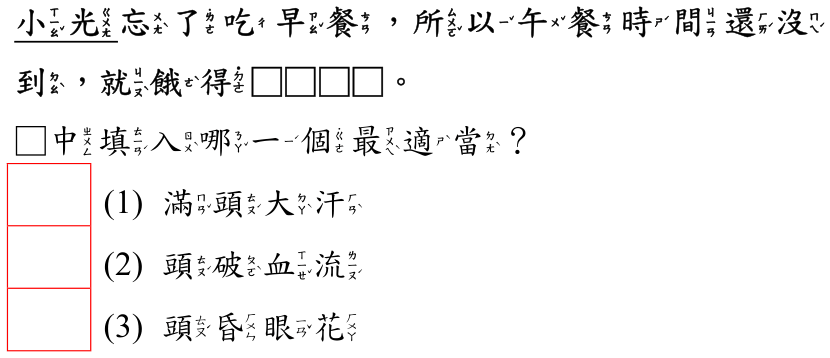 小光忘了吃早餐，所以午餐時間還沒
到，就餓得□□□□。
□中填入哪一個最適當？
(1) 滿頭大汗
(2) 頭破血流
(3) 頭昏眼花